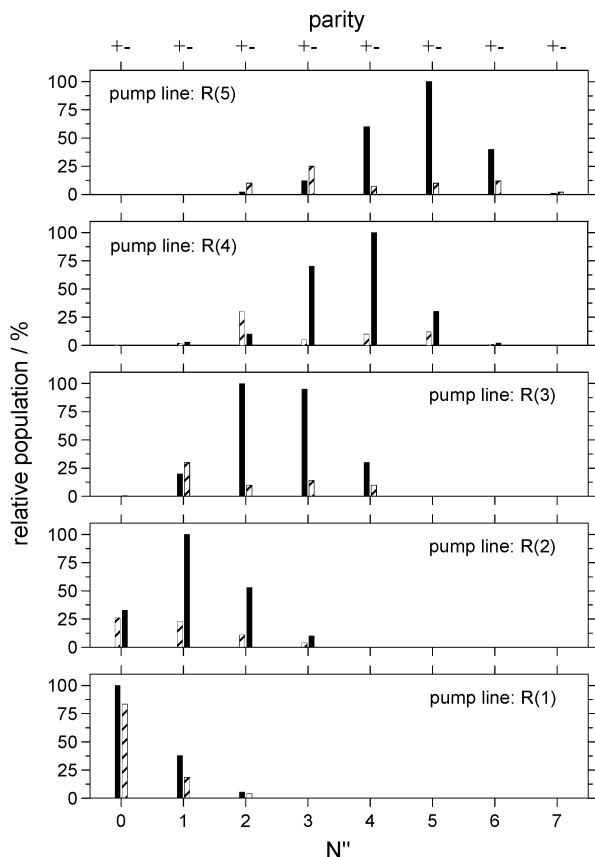 parity
+- +- +- +- +- +- +- +-
100
pump line: R(5)
75
50
25
0
100
pump line: R(4)
75
50
25
0
100
pump line: R(3)
75
50
25
0
100
pump line: R(2)
75
50
25
0
100
pump line: R(1)
75
50
25
0
relative population / %
0 1 2 3 4 5 6 7
N"